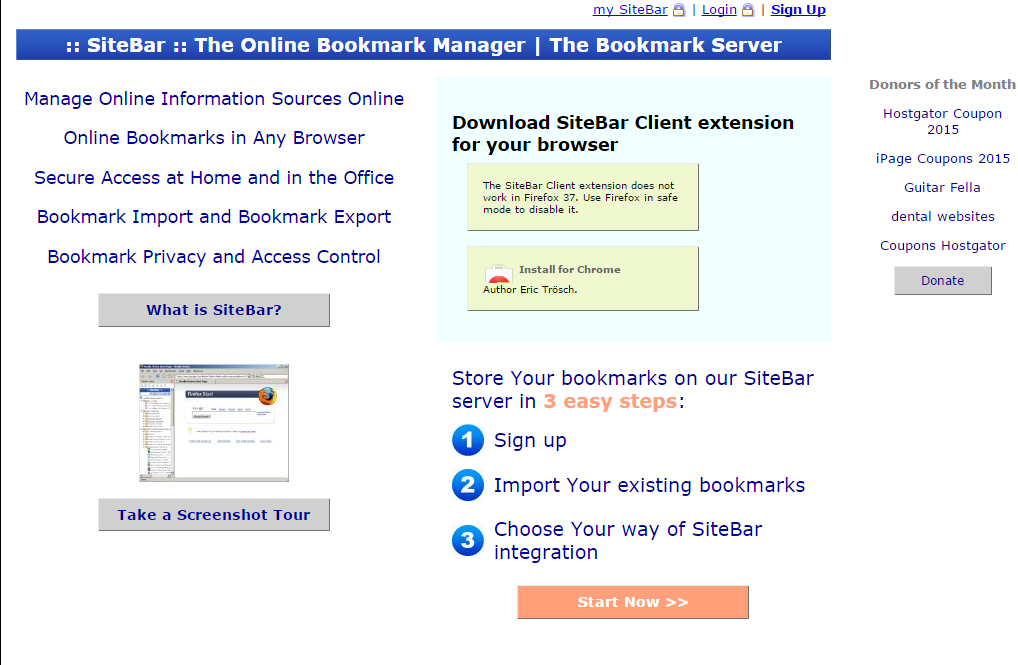 my SiteBar | Login | Sign Up
:: SiteBar :: The Online Bookmark Manager | The Bookmark Server
Manage Online Information Sources Online
Online Bookmarks in Any Browser
Secure Access at Home and in the Office
Bookmark Import and Bookmark Export
Bookmark Privacy and Access Control
What is SiteBar?
Firefox Start
Take a Screenshot Tour
Download SiteBar Client extension
for your browser
The SiteBar Client extension does not
work in Firefox 37. Use Firefox in safe
mode to disable it.
Install for Chrome
Author Eric Trösch.
Store Your bookmarks on our SiteBar
server in 3 easy steps:
1 Sign up
2 Import Your existing bookmarks
3 Choose Your way of SiteBar
integration
Start Now >>
Donors of the Month
Hostgator Coupon
2015
iPage Coupons 2015
Guitar Fella
dental websites
Coupons Hostgator
Donate